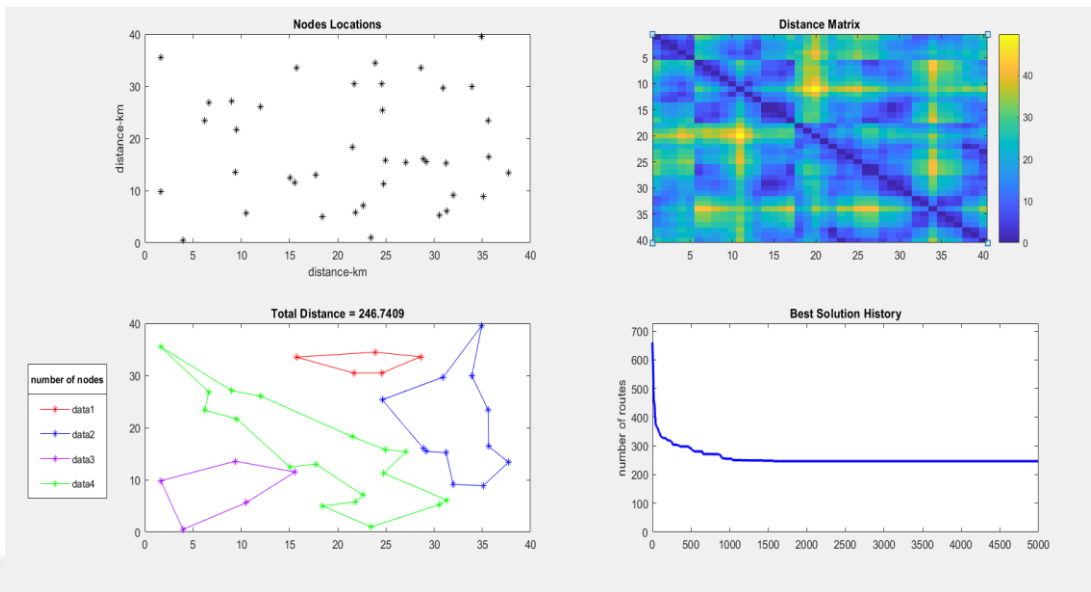 Nodes Locations
40
30
20
10
0
distance-km
0 5 10 15 20 25 30 35 40
distance-km
Distance Matrix
5
10
15
20
25
30
35
40
5 10 15 20 25 30 35 40
40
30
20
10
0
Total Distance = 246.7409
40
30
20
10
0
0 5 10 15 20 25 30 35 40
number of nodes
data1
data2
data3
data4
Best Solution History
700
600
500
400
300
200
100
0
number of routes
0 500 1000 1500 2000 2500 3000 3500 4000 4500 5000